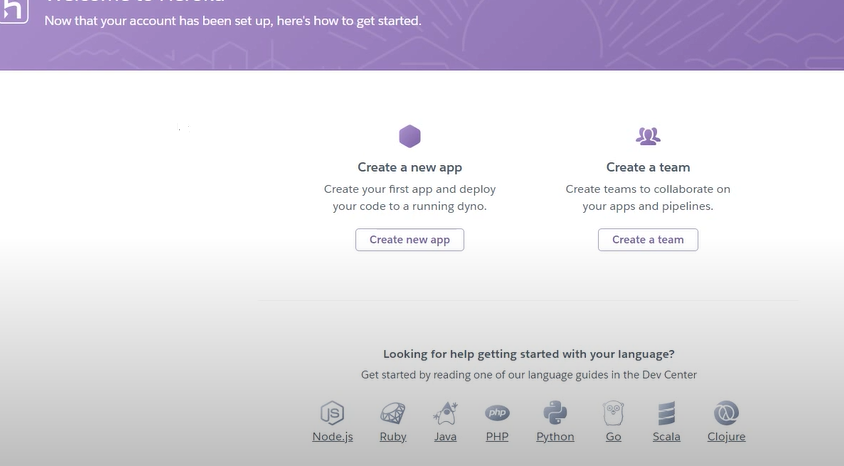 Now that your account has been set up, here's how to get started.
Create a new app
Create your first app and deploy
your code to a running dyno.
Create new app
Create a team
Create teams to collaborate on
your apps and pipelines.
Create a team
Looking for help getting started with your language?
Get started by reading one of our language guides in the Dev Center
JS
php
Node.js
Ruby
Java
PHP
Python
Go
Scala
Clojure